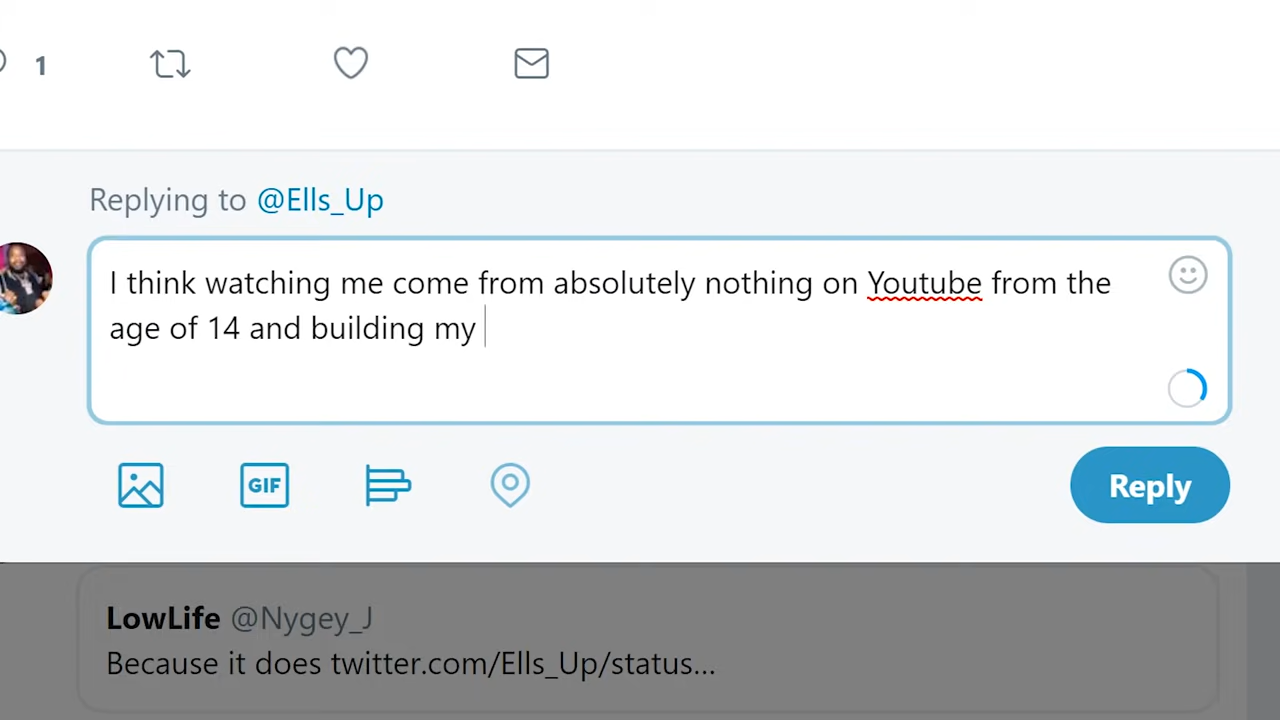 1
Replying to @Ells_Up
I think watching me come from absolutely nothing on Youtube from the
age of 14 and building my
GIF
Reply
LowLife @Nygey_J
Because it does twitter.com/Ells_Up/status...